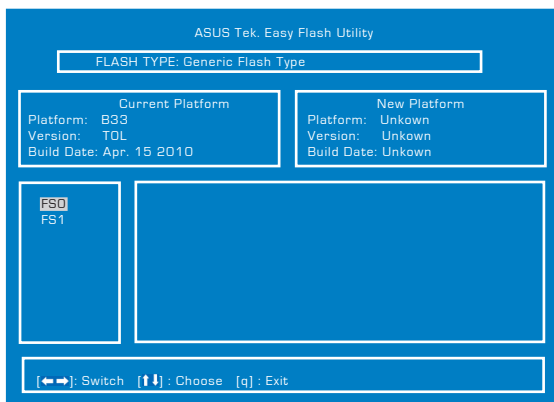 ASUS Tek. Easy Flash Utility
FLASH TYPE: Generic Flash Type
Current Platform
Platform: B33
Version: TOL
Build Date: Apr. 15 2010
New Platform
Platform: Unkown
Version: Unkown
Build Date: Unkown
FS0
FS1
[←→]: Switch [↑↓] : Choose [q] : Exit